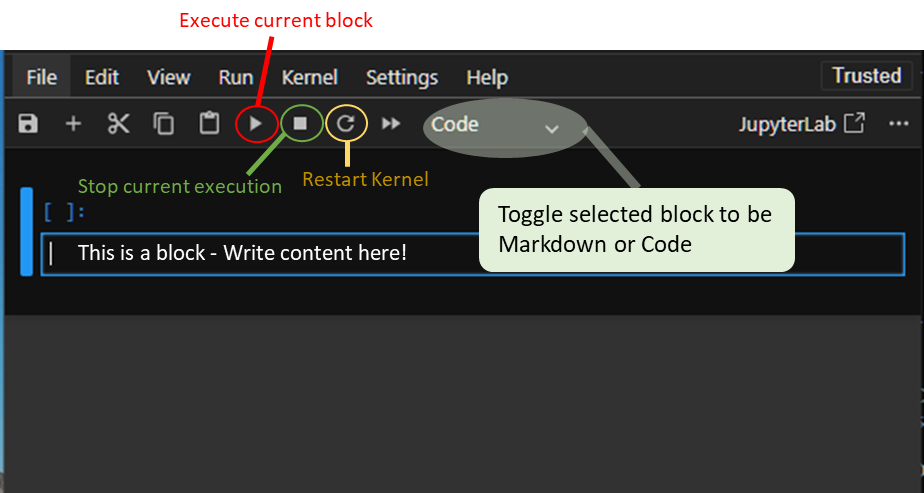 Execute current block
File Edit View Run Kernel Settings Help Trusted
Code JupyterLab
Stop current execution Restart Kernel
[ ]:
Toggle selected block to be
Markdown or Code
This is a block - Write content here!